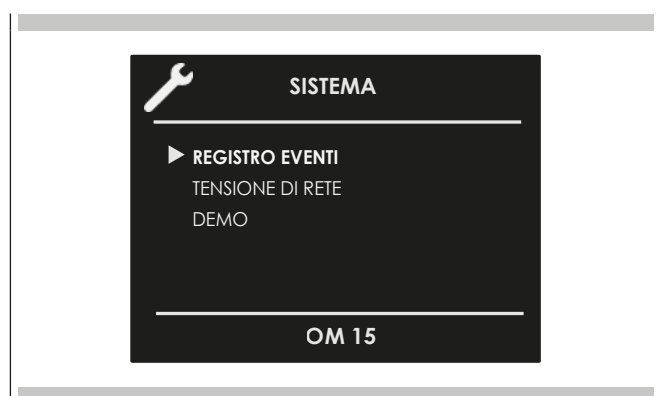 SISTEMA
REGISTRO EVENTI
TENSIONE DI RETE
DEMO
OM 15